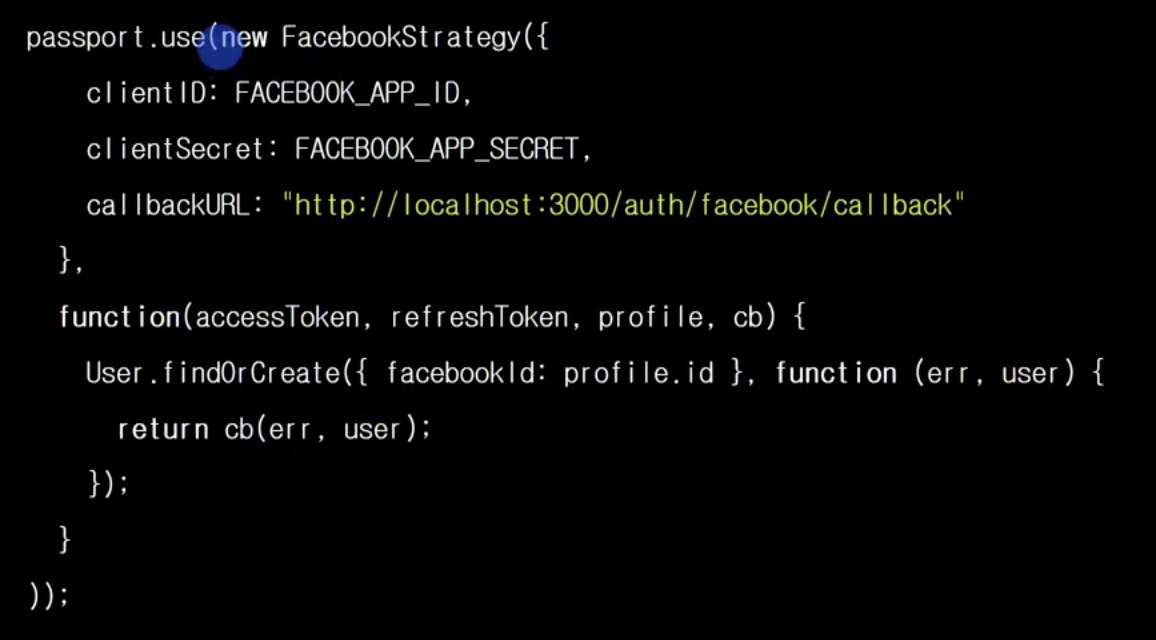 passport.use(new FacebookStrategy({
clientID: FACEBOOK_APP_ID,
clientSecret: FACEBOOK_APP_SECRET,
callbackURL: "http://localhost:3000/auth/facebook/callback"
},
function(accessToken, refreshToken, profile, cb) {
User.findOrCreate({ facebookId: profile.id }, function (err, user) {
return cb(err, user);
});
}
));